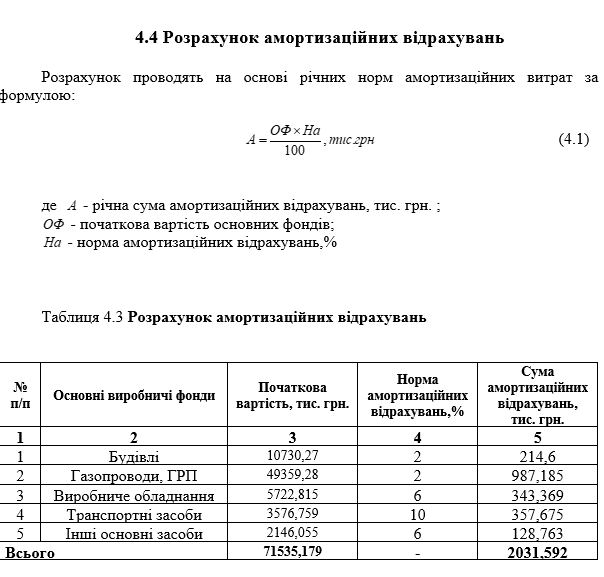 4.4 Розрахунок амортизаційних відрахувань
Розрахунок проводять на основі річних норм амортизаційних витрат за
формулою:
A = ОФ × На / 100 , тис.грн (4.1)
де A - річна сума амортизаційних відрахувань, тис. грн. ;
ОФ - початкова вартість основних фондів;
На - норма амортизаційних відрахувань,%
Таблиця 4.3 Розрахунок амортизаційних відрахувань
№ п/п | Основні виробничі фонди | Початкова вартість, тис. грн. | Норма амортизаційних відрахувань,% | Сума амортизаційних відрахувань, тис. грн.
1 | 2 | 3 | 4 | 5
1 | Будівлі | 10730,27 | 2 | 214,6
2 | Газопроводи, ГРП | 49359,28 | 2 | 987,185
3 | Виробниче обладнання | 5722,815 | 6 | 343,369
4 | Транспортні засоби | 3576,759 | 10 | 357,675
5 | Інші основні засоби | 2146,055 | 6 | 128,763
Всього | 71535,179 | - | 2031,592